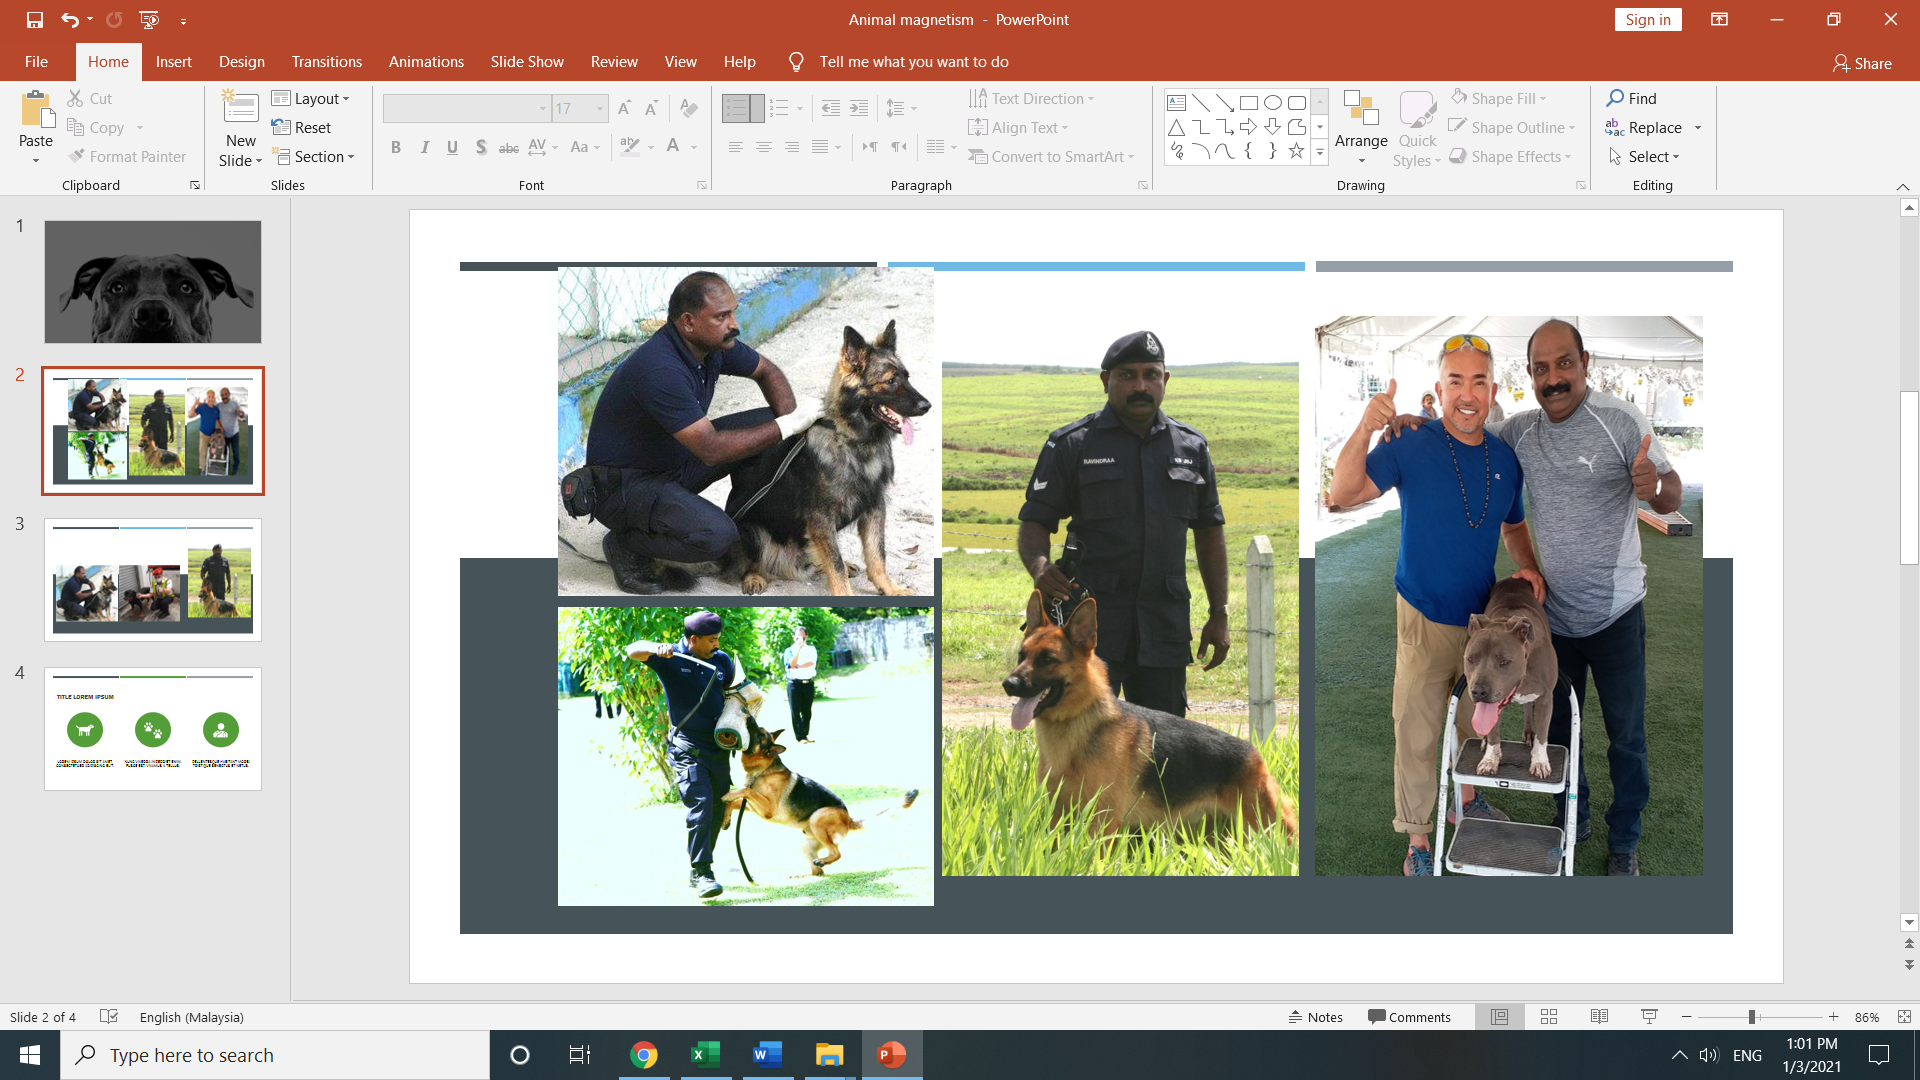 Animal magnetism - PowerPoint
Sign in
File Home Insert Design Transitions Animations Slide Show Review View Help Tell me what you want to do
Share
Paste
Cut
Copy
Format Painter
Clipboard
New Slide
Layout
Reset
Section
Slides
17
B I U S abc AV Aa A
Font
Text Direction
Align Text
Convert to SmartArt
Paragraph
Arrange
Quick Styles
Shape Fill
Shape Outline
Shape Effects
Drawing
Find
Replace
Select
Editing
1
2
3
4
TITLE LOREM IPSUM
RAVINDRAA
Slide 2 of 4
English (Malaysia)
Notes
Comments
86%
Type here to search
ENG
1:01 PM
1/3/2021